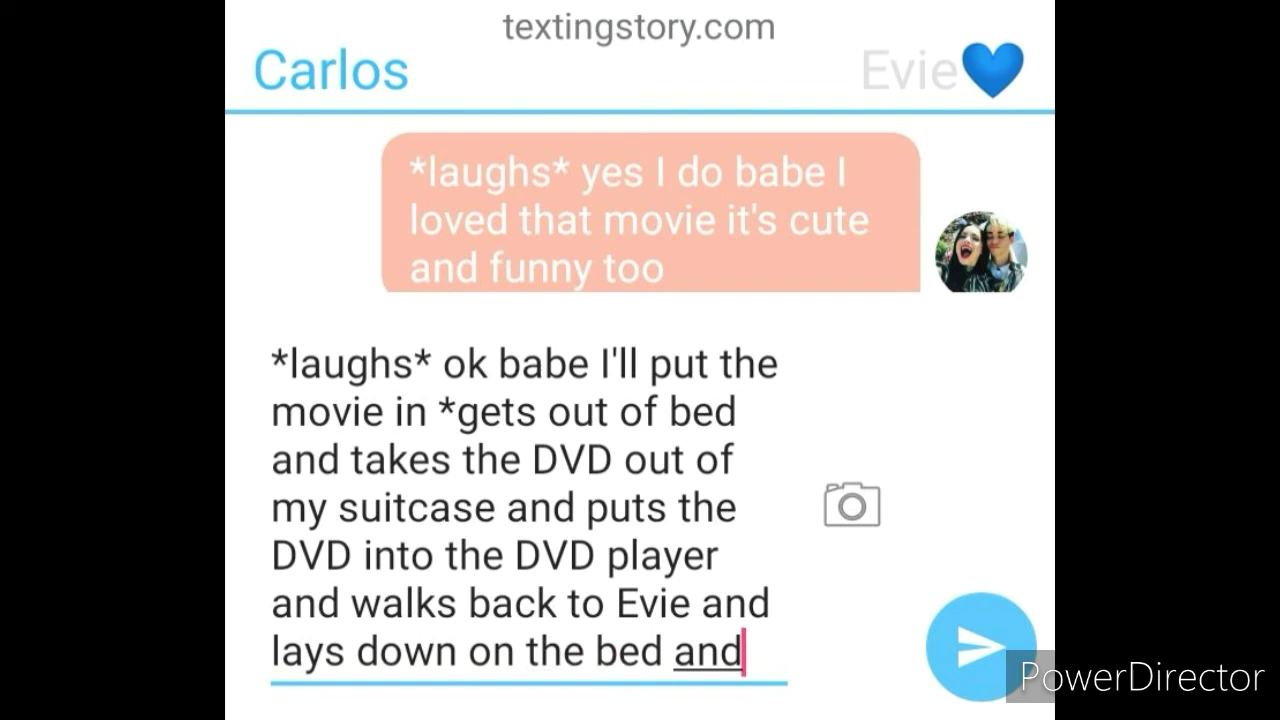 textingstory.com
Carlos
Evie💙
*laughs* yes I do babe I
loved that movie it's cute
and funny too
*laughs* ok babe I'll put the
movie in *gets out of bed
and takes the DVD out of
my suitcase and puts the
DVD into the DVD player
and walks back to Evie and
lays down on the bed and
PowerDirector